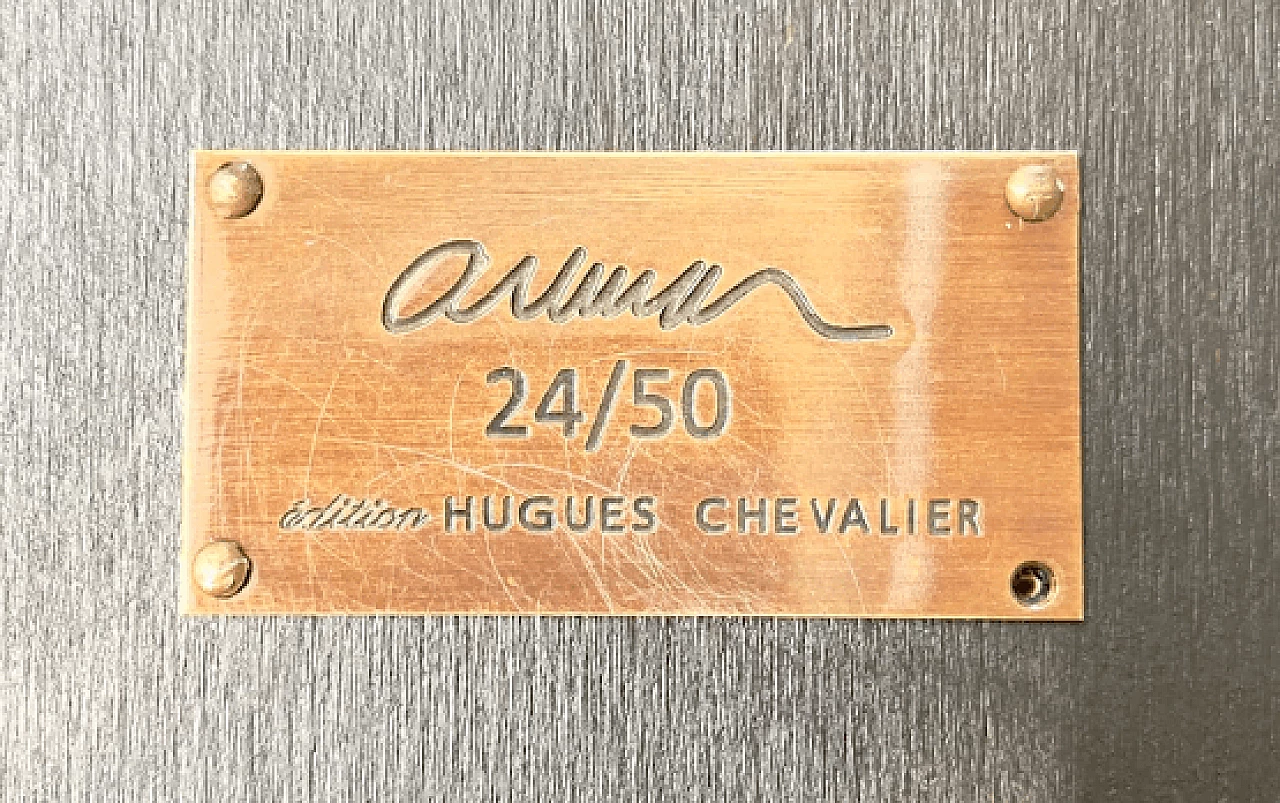 arman
24/50
édition HUGUES CHEVALIER